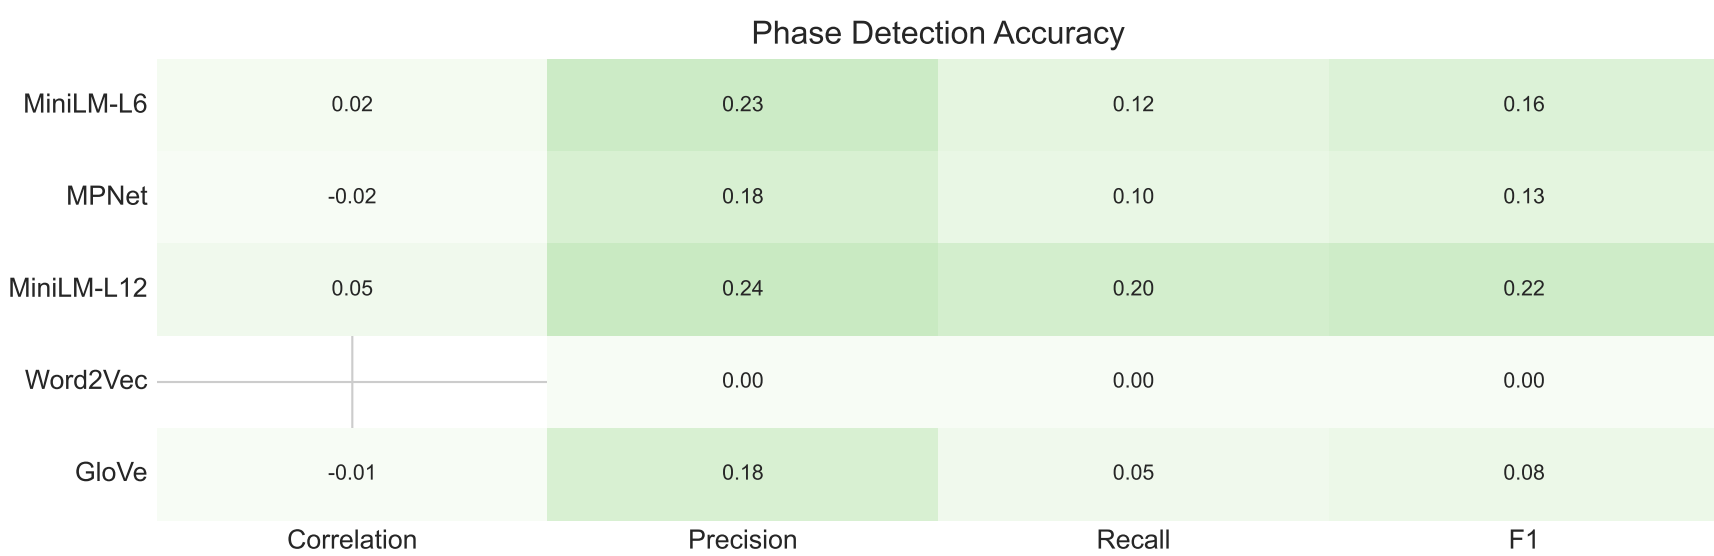 Phase Detection Accuracy
MiniLM-L6 0.02 0.23 0.12 0.16
MPNet -0.02 0.18 0.10 0.13
MiniLM-L12 0.05 0.24 0.20 0.22
Word2Vec 0.00 0.00 0.00
GloVe -0.01 0.18 0.05 0.08
Correlation Precision Recall F1